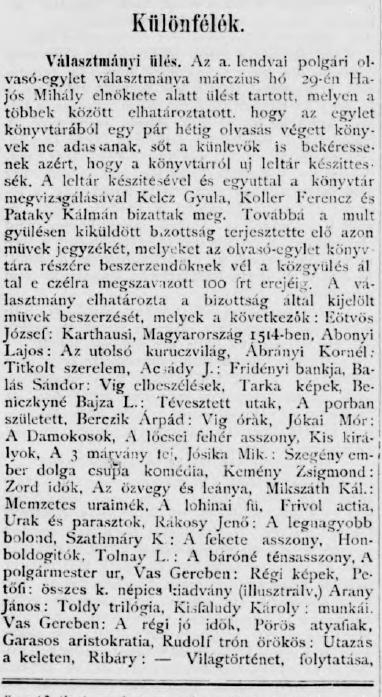 Különfélék.
Választmányi ülés. Az a. lendvai polgári ol-
vasó-egylet választmánya márczius hó 29-én Ha-
jós Mihály elnöklete alatt ülést tartott, melyen a
többek között elhatároztatott. hogy az egylet
könyvtárából egy pár hétig olvasás végett köny-
vek ne adassanak, sőt a künlevők is bekéresse-
nek azért, hogy a könyvtárról uj leltár készittes-
sék. A leltár készitésével és egyuttal a könyvtár
megvizsgálásával Kelcz Gyula, Koller Ferencz és
Pataky Kálmán bizattak meg. Továbbá a mult
gyülésen kiküldött bizottság terjesztette elő azon
müvek jegyzékét, melyeket az olvasó-egylet könyv-
tára részére beszerzendőknek vél a közgyülés ál
tal e czélra megszavazott 100 frt erejéig. A vá-
lasztmány elhatározta a bizottság által kijelölt
müvek beszerzését, melyek a következők: Eötvös
József: Karthausi, Magyarország 1514-ben, Abonyi
Lajos: Az utolsó kuruczvilág, Ábrányi Kornél:
Titkolt szerelem, Acsády J.: Fridényi bankja, Ba-
lás Sándor: Vig elbeszélések, Tarka képek, Be-
niczkyné Bajza L.: Tévesztett utak, A porban
született, Berczik Árpád: Vig órák, Jókai Mór:
A Damokosok, A lőcsei fehér asszony, Kis kirá-
lyok, A 3 márvány fej, Jósika Mik.: Szegény em-
ber dolga csupa komédia, Kemény Zsigmond:
Zord idők, Az özvegy és leánya, Mikszáth Kál.:
Nemzetes uraimék, A lohinai fü, Frivol actia,
Urak és parasztok, Rákosy Jenő: A legnagyobb
bolond, Szathmáry K: A fekete asszony, Hon-
boldogitók, Tolnay L.: A báróné ténsasszony, A
polgármester ur, Vas Gereben: Régi képek, Pe-
tőfi: összes k. népies kiadvány (illusztralv.) Arany
János: Toldy trilógia, Kisfaludy Károly: munkái.
Vas Gereben: A régi jó idők, Pörös atyafiak,
Garasos aristokratia, Rudolf trón örökös: Utazás
a keleten, Ribáry: — Világtörténet, folytatása,